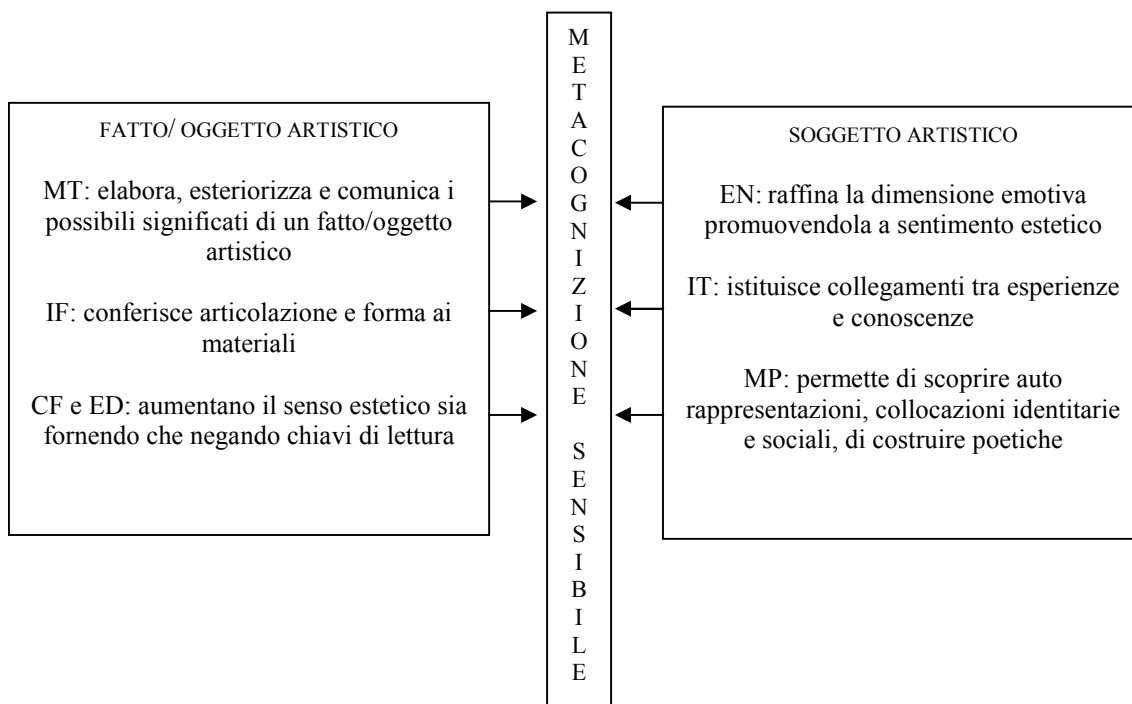 FATTO/ OGGETTO ARTISTICO
MT: elabora, esteriorizza e comunica i
possibili significati di un fatto/oggetto
artistico
IF: conferisce articolazione e forma ai
materiali
CF e ED: aumentano il senso estetico sia
fornendo che negando chiavi di lettura
M
E
T
A
C
O
G
N
I
Z
I
O
N
E
S
E
N
S
I
B
I
L
E
SOGGETTO ARTISTICO
EN: raffina la dimensione emotiva
promuovendola a sentimento estetico
IT: istituisce collegamenti tra esperienze
e conoscenze
MP: permette di scoprire auto
rappresentazioni, collocazioni identitarie
e sociali, di costruire poetiche